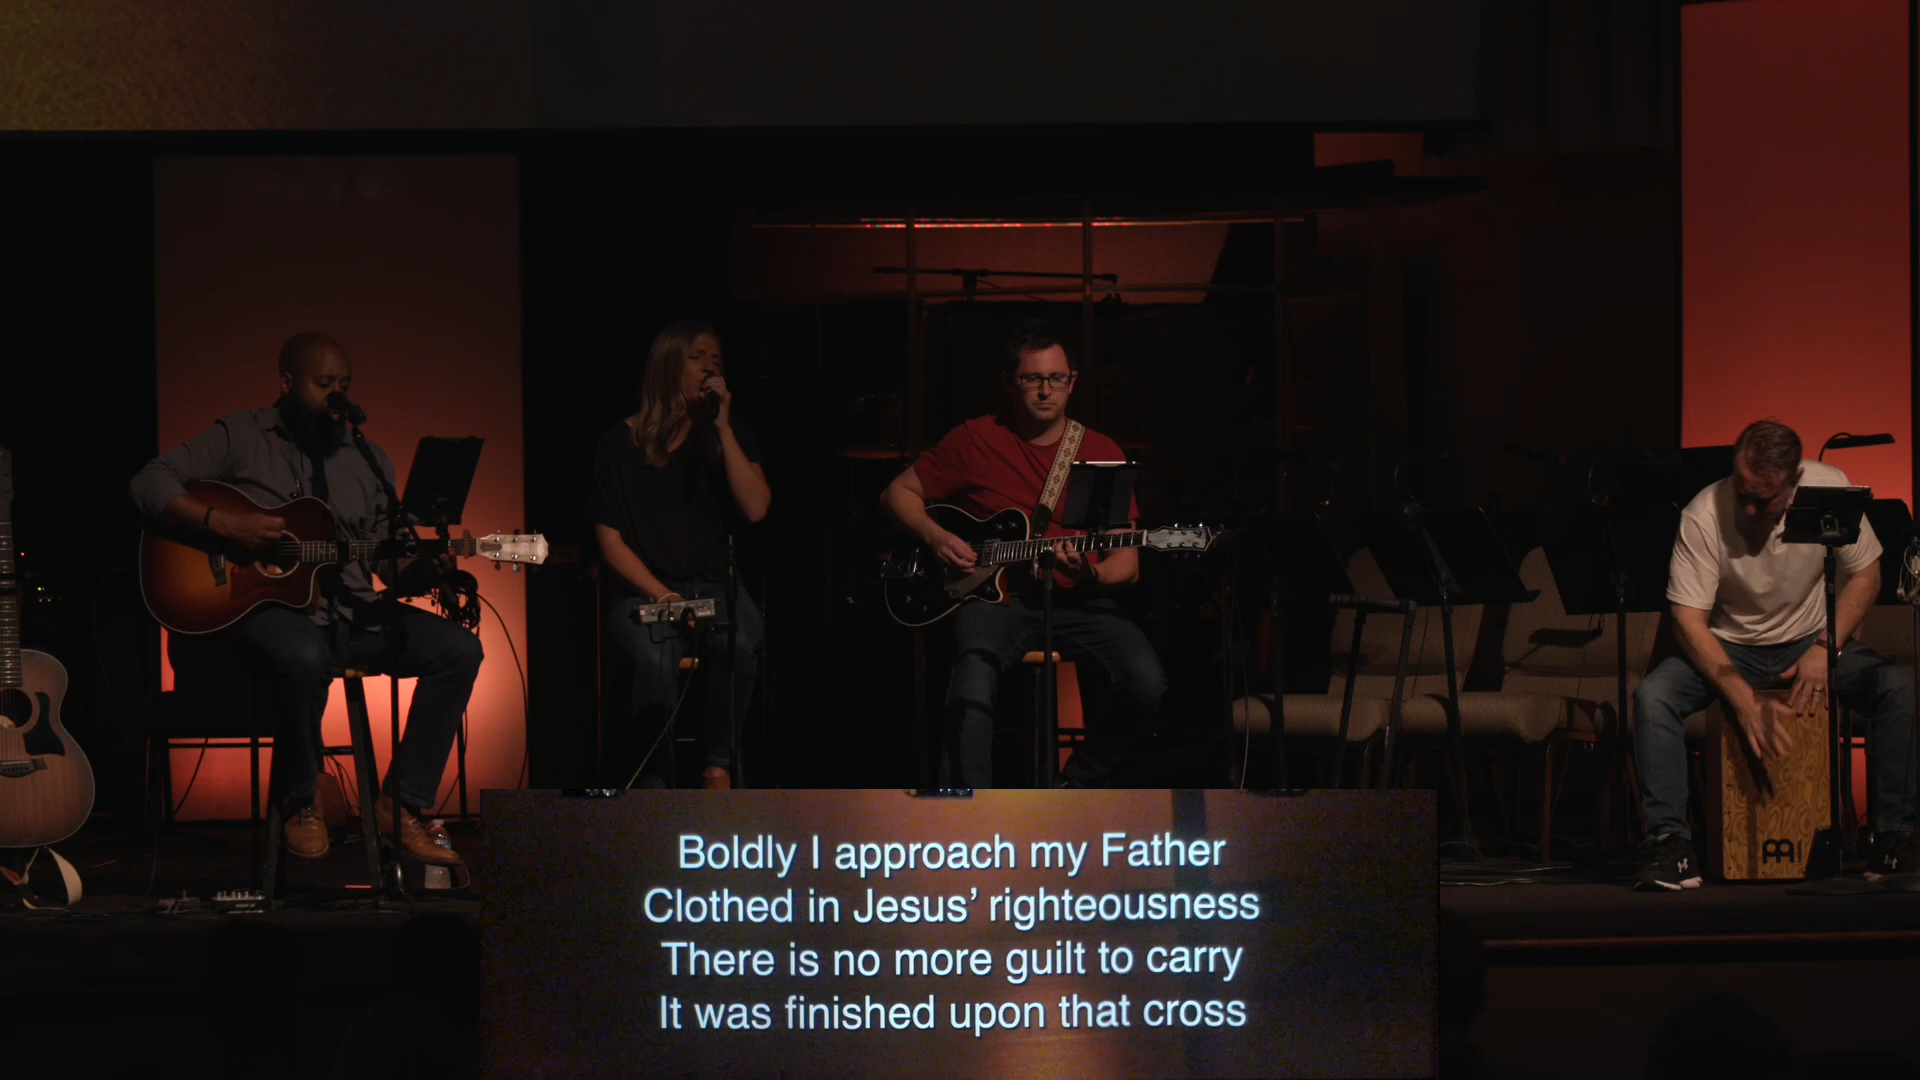 Boldly I approach my Father
Clothed in Jesus’ righteousness
There is no more guilt to carry
It was finished upon that cross